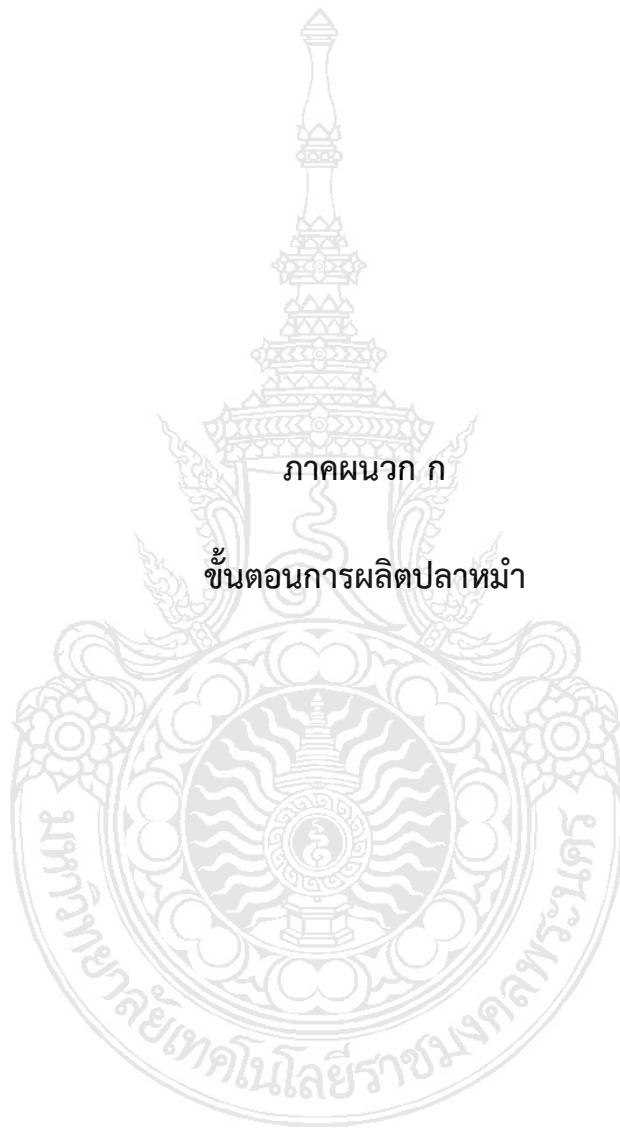 ภาคผนวก ก
ขั้นตอนการผลิตปลาหมำ
มหาวิทยาลัยเทคโนโลยีราชมงคลพระนคร